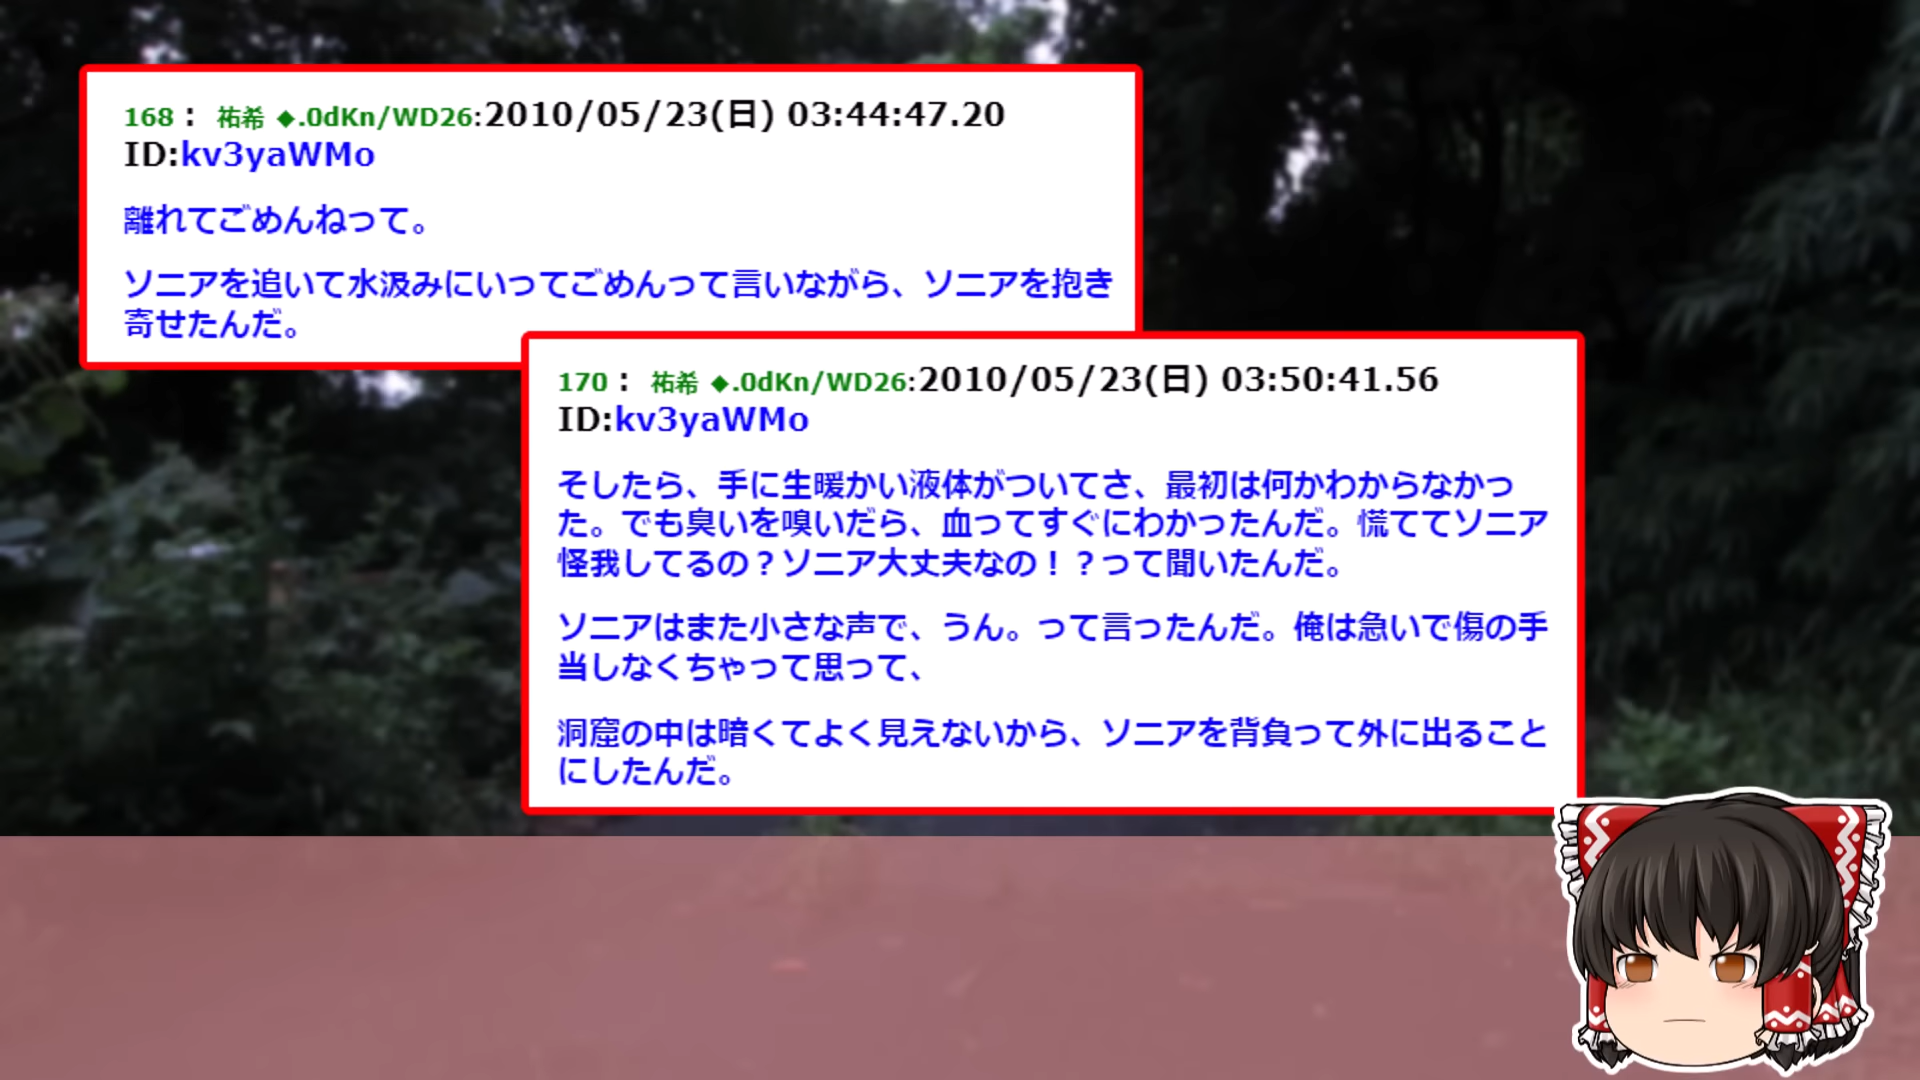 168： 祐希 ◆.0dKn/WD26:2010/05/23(日) 03:44:47.20
ID:kv3yaWMo
離れてごめんねって。
ソニアを追いて水汲みにいってごめんって言いながら、ソニアを抱き
寄せたんだ。
170： 祐希 ◆.0dKn/WD26:2010/05/23(日) 03:50:41.56
ID:kv3yaWMo
そしたら、手に生暖かい液体がついてさ、最初は何かわからなかっ
た。でも臭いを嗅いだら、血ってすぐにわかったんだ。慌ててソニア
怪我してるの？ソニア大丈夫なの！？って聞いたんだ。
ソニアはまた小さな声で、うん。って言ったんだ。俺は急いで傷の手
当しなくちゃって思って、
洞窟の中は暗くてよく見えないから、ソニアを背負って外に出ること
にしたんだ。